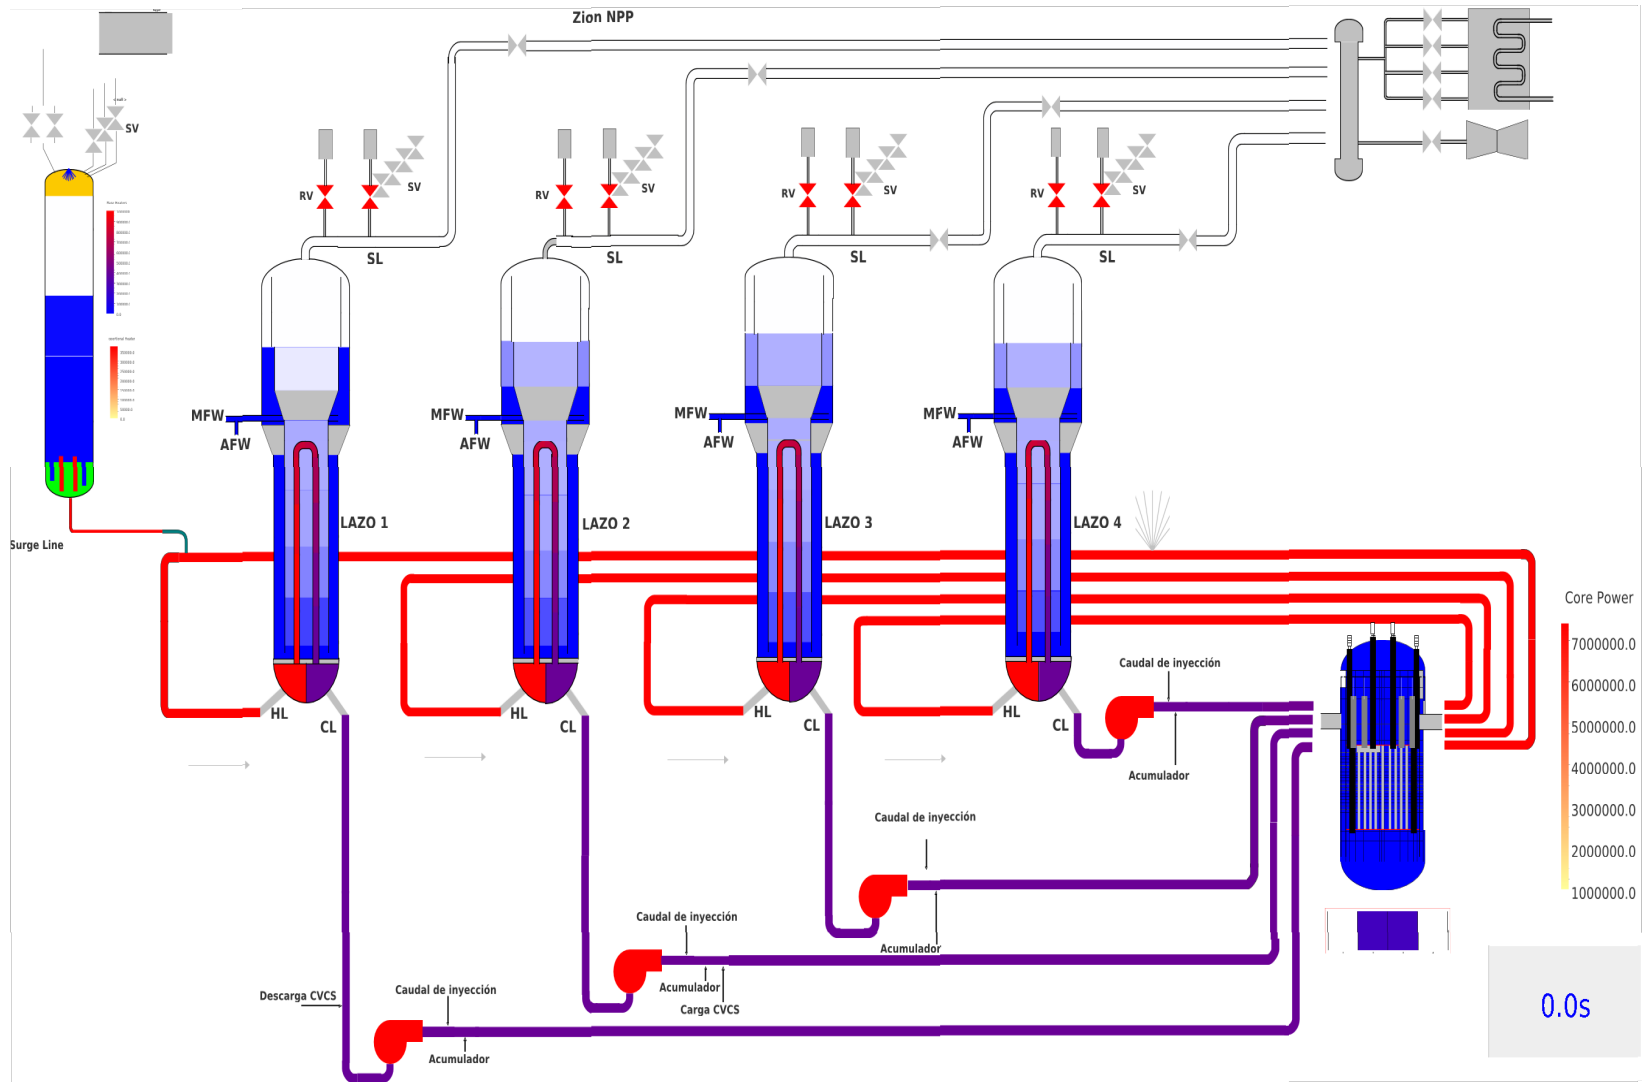 Zion NPP
SV
RV
SV
SL
RV
SV
SL
RV
SV
SL
RV
SV
SL
MFW
AFW
MFW
AFW
MFW
AFW
MFW
AFW
LAZO 1
LAZO 2
LAZO 3
LAZO 4
Surge Line
Core Power
7000000.0
6000000.0
5000000.0
4000000.0
3000000.0
2000000.0
1000000.0
HL
CL
HL
CL
HL
CL
HL
CL
Caudal de inyección
Acumulador
Caudal de inyección
Acumulador
Caudal de inyección
Acumulador
Carga CVCS
Descarga CVCS
Caudal de inyección
Acumulador
0.0s